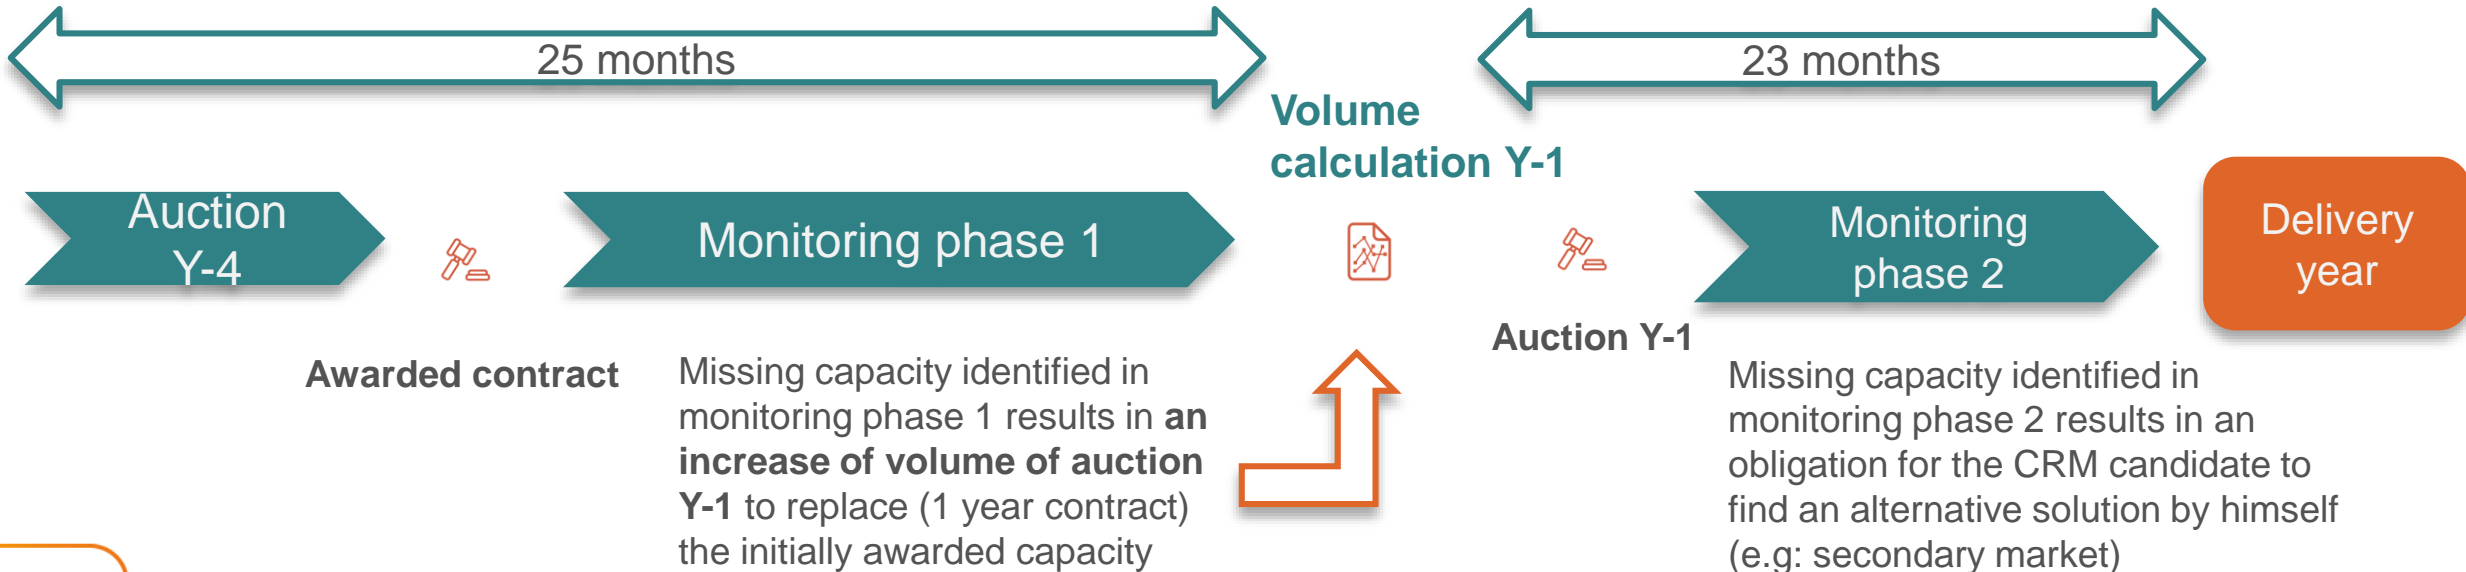 25 months
23 months
Volume
calculation Y-1
Auction
Y-4
Monitoring phase 1
Monitoring
phase 2
Delivery
year
Auction Y-1
Awarded contract
Missing capacity identified in
monitoring phase 1 results in an
increase of volume of auction
Y-1 to replace (1 year contract)
the initially awarded capacity
Missing capacity identified in
monitoring phase 2 results in an
obligation for the CRM candidate to
find an alternative solution by himself
(e.g: secondary market)